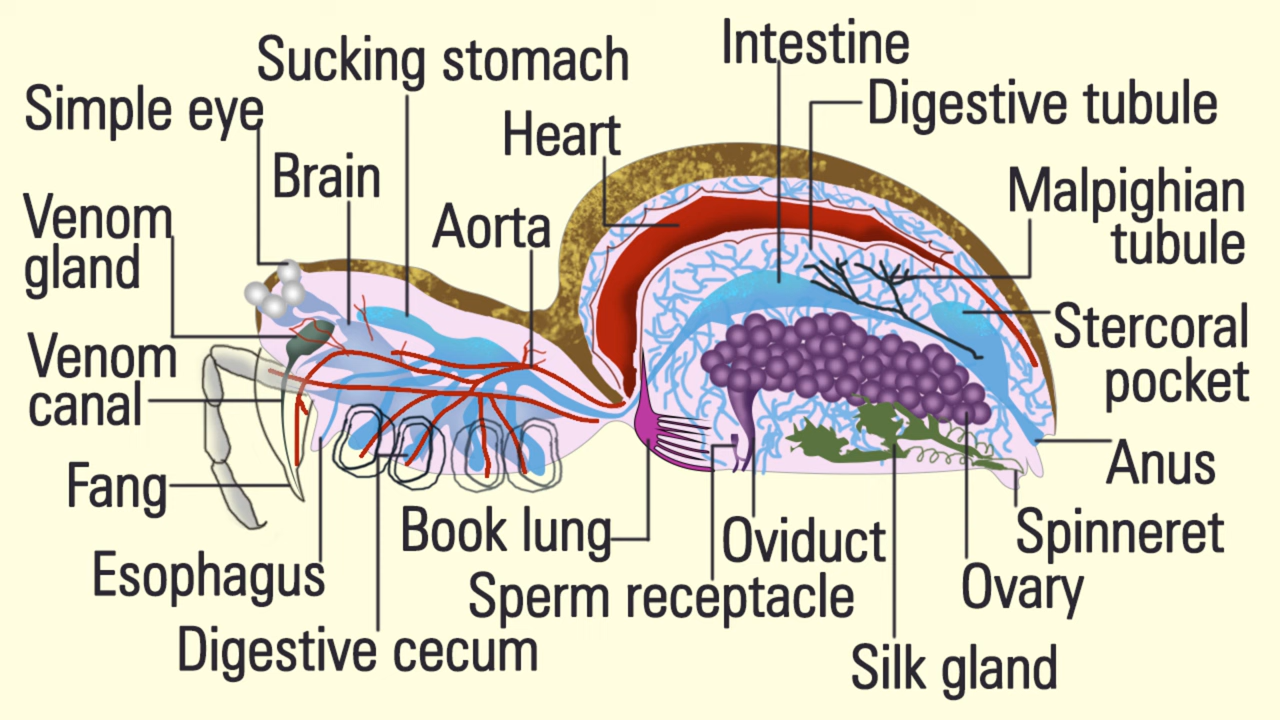 Sucking stomach
Intestine
Simple eye
Heart
Digestive tubule
Brain
Malpighian
tubule
Venom
gland
Aorta
Venom
canal
Stercoral
pocket
Fang
Anus
Book lung
Oviduct
Spinneret
Esophagus
Sperm receptacle
Ovary
Digestive cecum
Silk gland